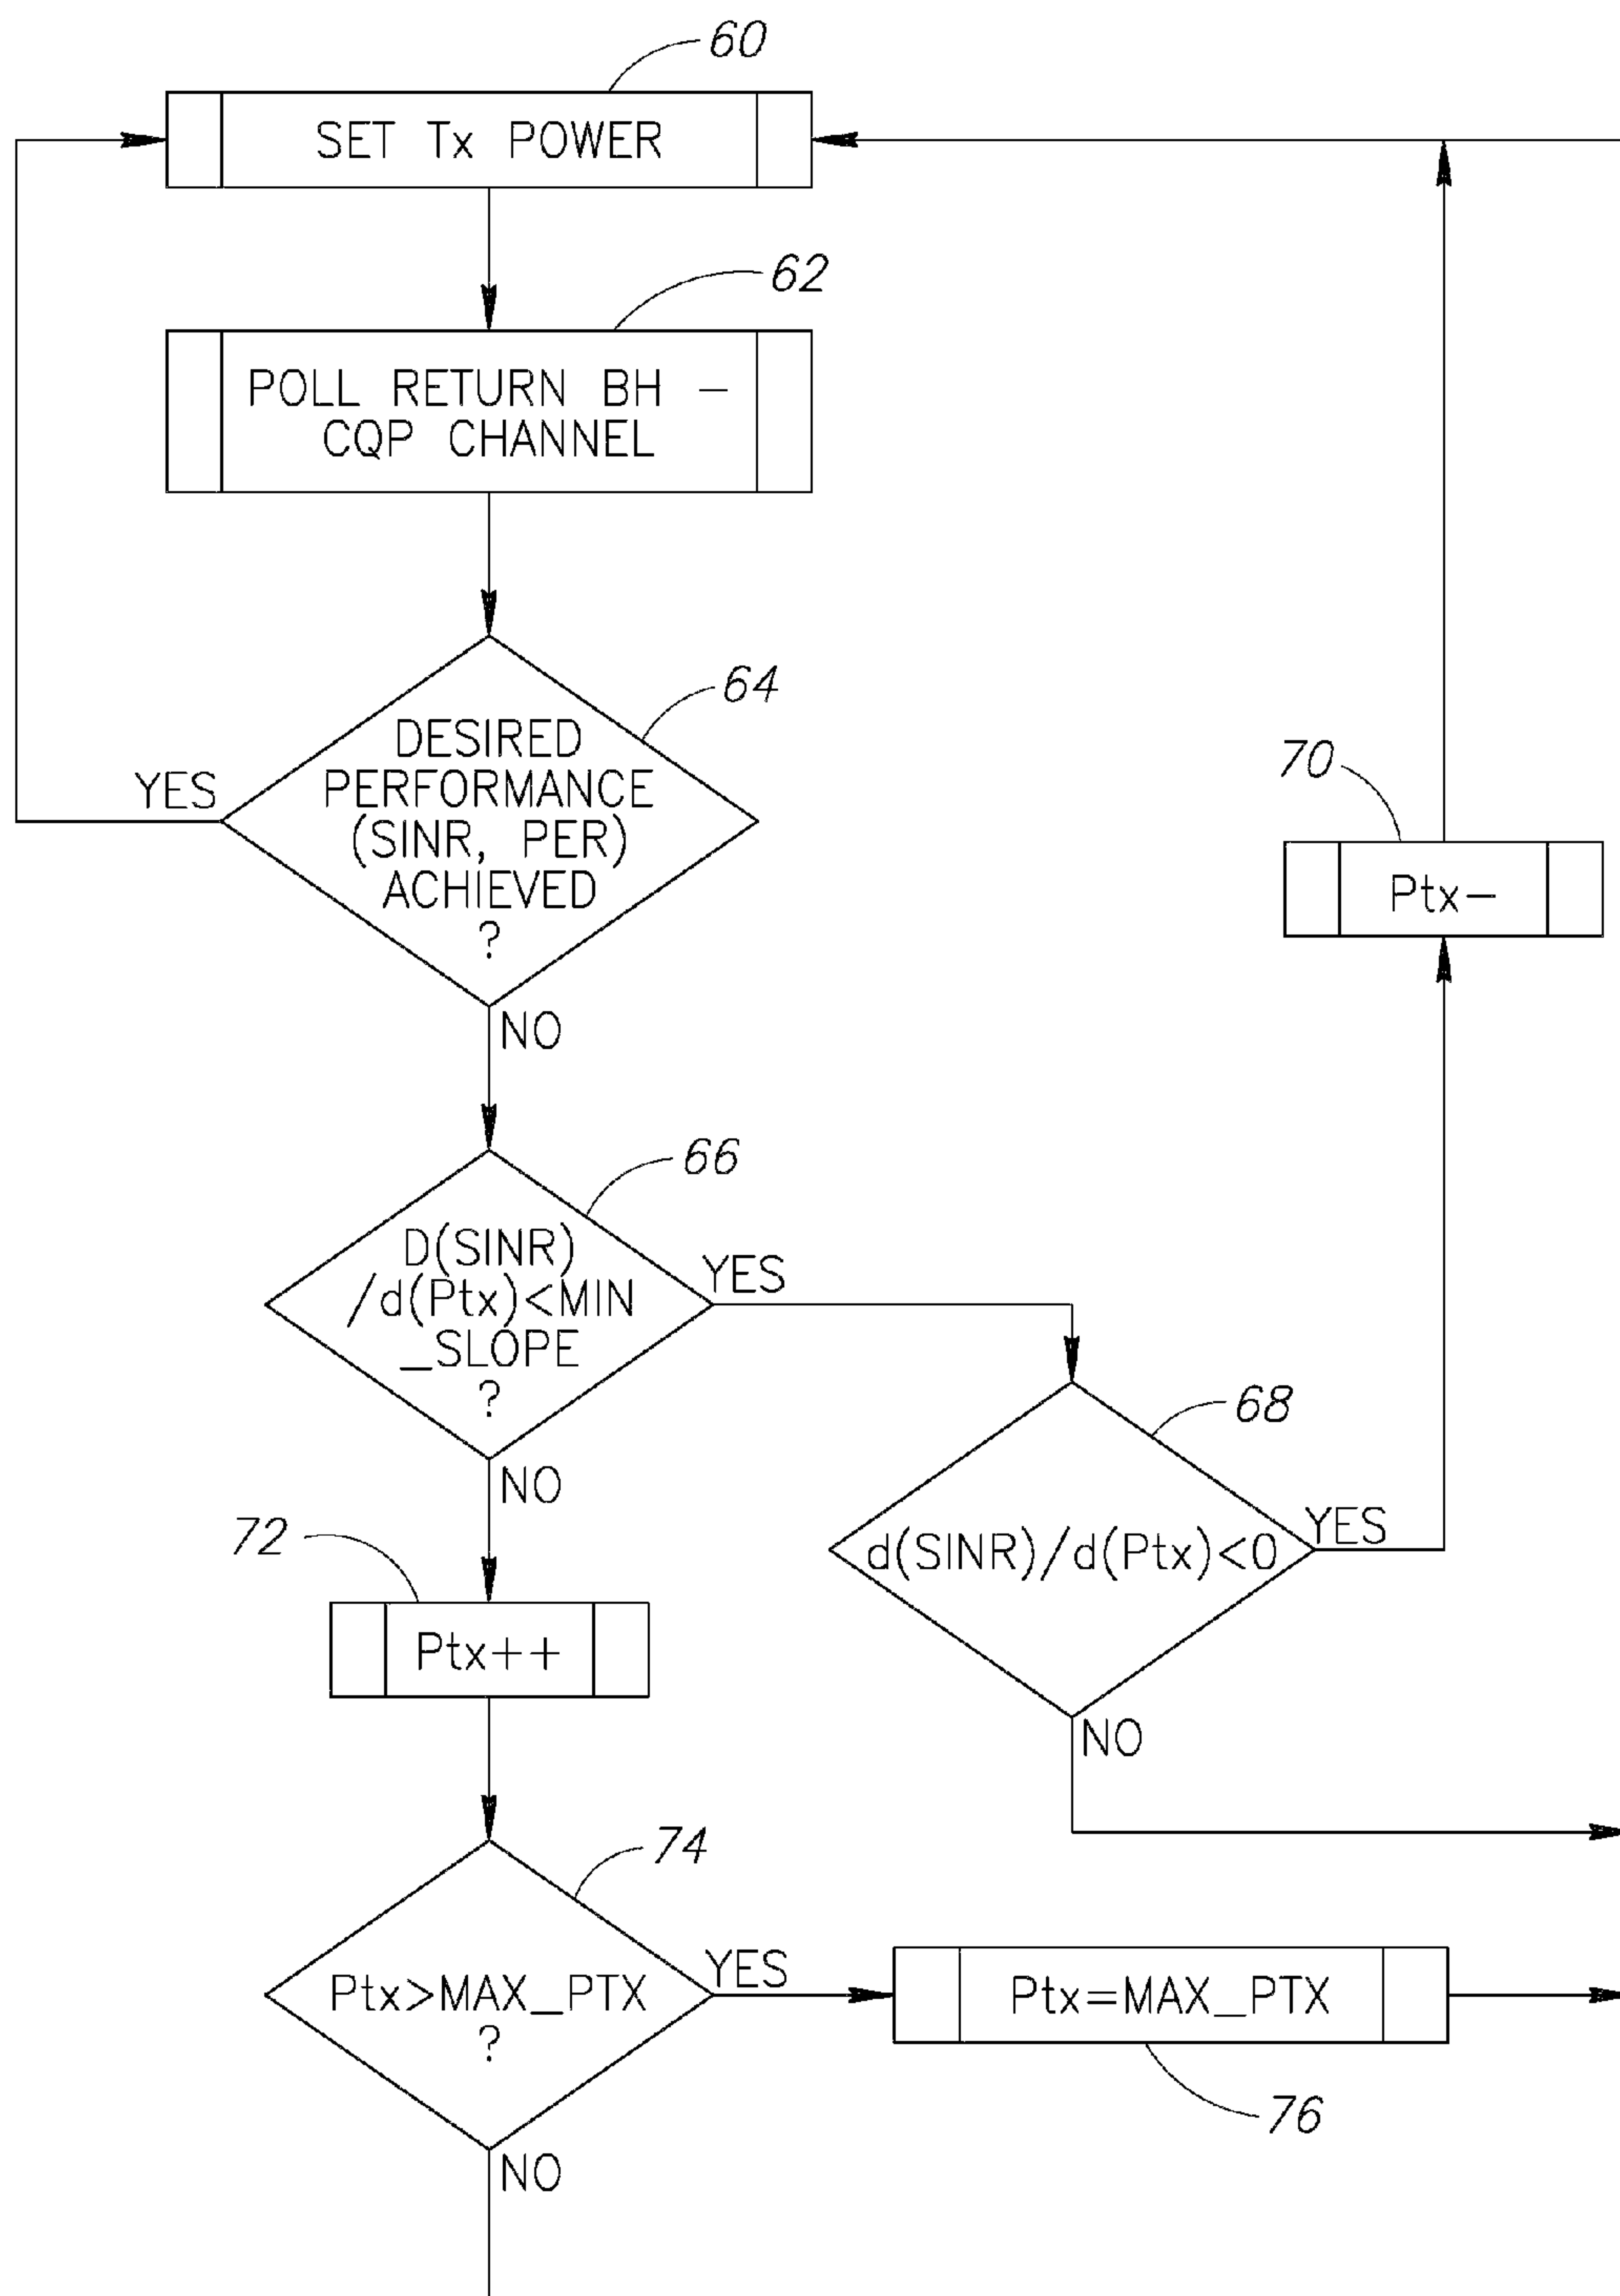 60
SET Tx POWER
62
POLL RETURN BH –
CQP CHANNEL
64
DESIRED
PERFORMANCE
(SINR, PER)
ACHIEVED
?
YES
NO
70
Ptx–
66
D(SINR)
/d(Ptx)<MIN
_SLOPE
?
YES
NO
68
d(SINR)/d(Ptx)<0
YES
NO
72
Ptx++
74
Ptx>MAX_PTX
?
YES
NO
Ptx=MAX_PTX
76